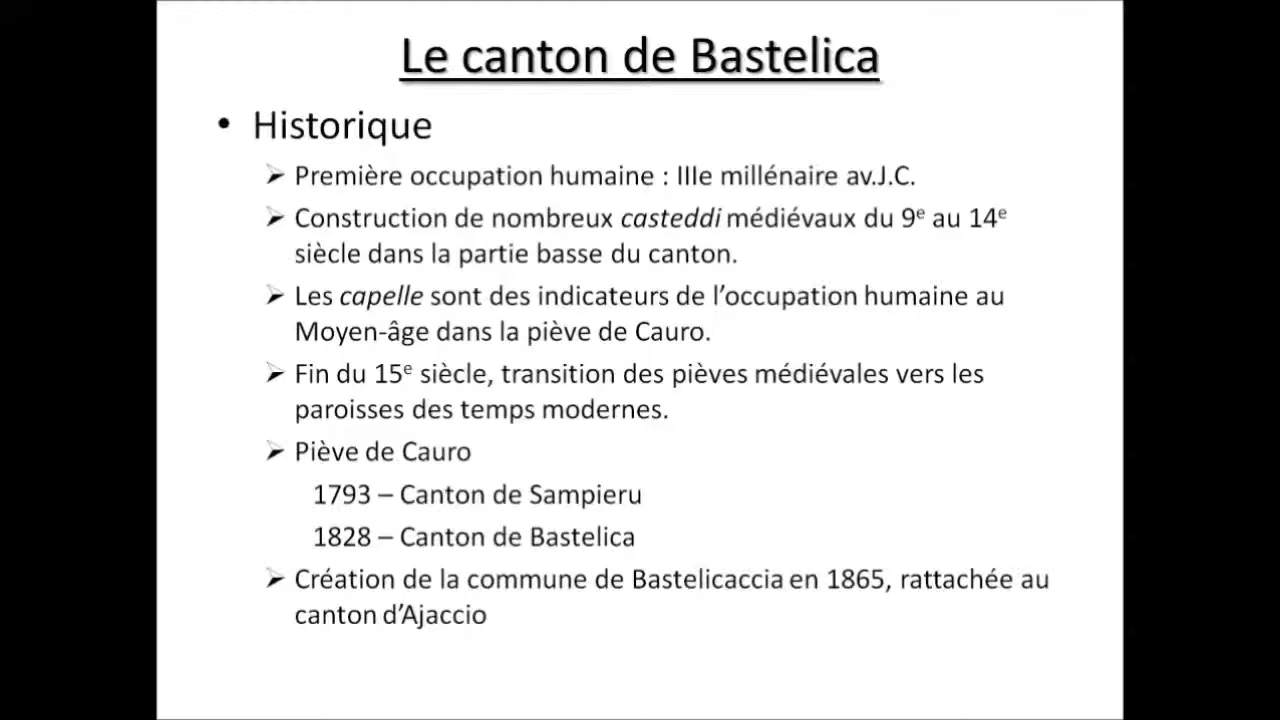 Le canton de Bastelica
• Historique
➢ Première occupation humaine : IIIe millénaire av.J.C.
➢ Construction de nombreux casteddi médiévaux du 9e au 14e
siècle dans la partie basse du canton.
➢ Les capelle sont des indicateurs de l’occupation humaine au
Moyen-âge dans la piève de Cauro.
➢ Fin du 15e siècle, transition des pièves médiévales vers les
paroisses des temps modernes.
➢ Piève de Cauro
1793 – Canton de Sampieru
1828 – Canton de Bastelica
➢ Création de la commune de Bastelicaccia en 1865, rattachée au
canton d’Ajaccio